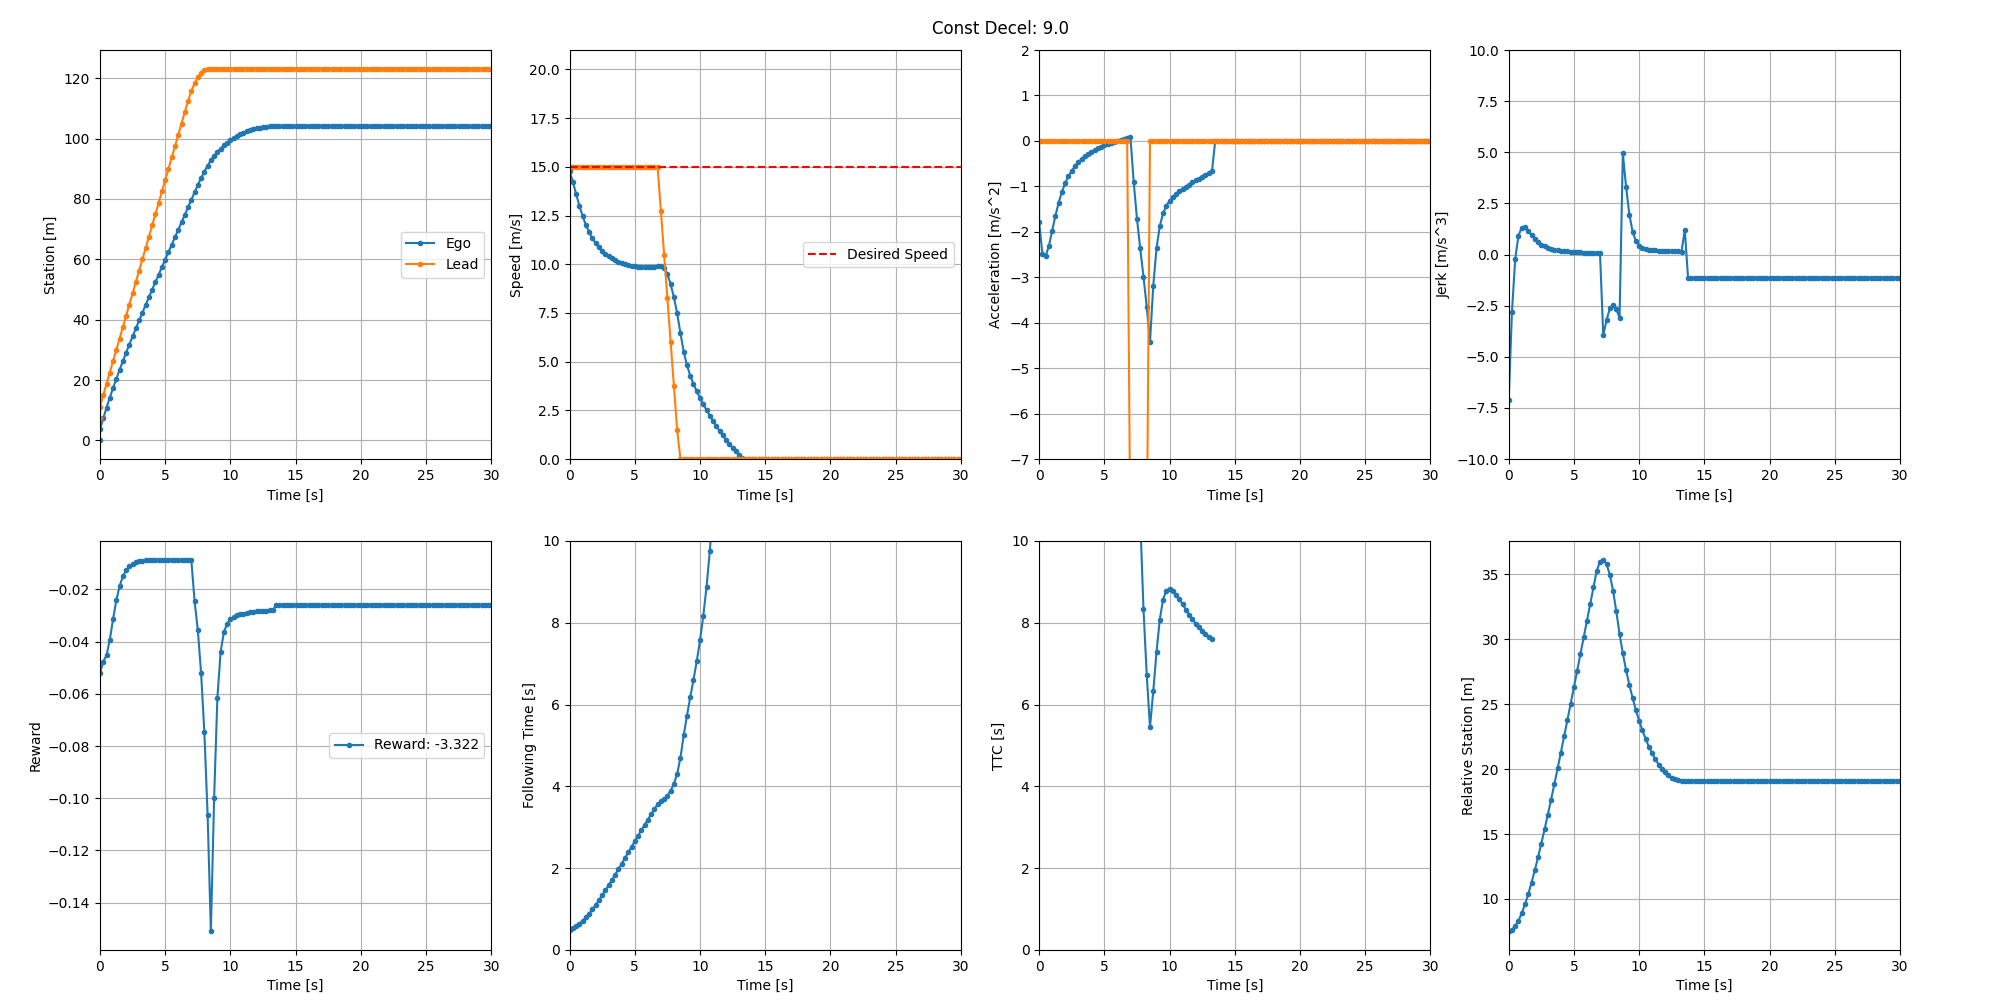 Const Decel: 9.0
Station [m]
120
100
80
60
40
20
0
Ego
Lead
0 5 10 15 20 25 30
Time [s]
Speed [m/s]
20.0
17.5
15.0
12.5
10.0
7.5
5.0
2.5
0.0
Desired Speed
0 5 10 15 20 25 30
Time [s]
Acceleration [m/s^2]
2
1
0
−1
−2
−3
−4
−5
−6
−7
0 5 10 15 20 25 30
Time [s]
Jerk [m/s^3]
10.0
7.5
5.0
2.5
0.0
−2.5
−5.0
−7.5
−10.0
0 5 10 15 20 25 30
Time [s]
Reward
−0.02
−0.04
−0.06
−0.08
−0.10
−0.12
−0.14
Reward: -3.322
0 5 10 15 20 25 30
Time [s]
Following Time [s]
10
8
6
4
2
0
0 5 10 15 20 25 30
Time [s]
TTC [s]
10
8
6
4
2
0
0 5 10 15 20 25 30
Time [s]
Relative Station [m]
35
30
25
20
15
10
0 5 10 15 20 25 30
Time [s]